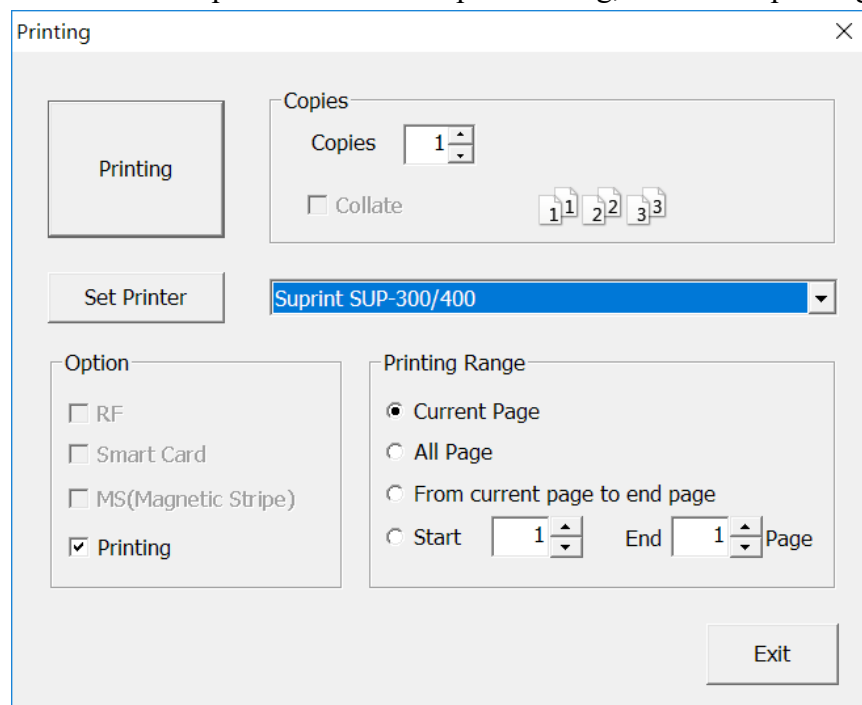 Printing
Copies
Copies 1
Printing
Collate
1 1 2 2 3 3
Set Printer
Suprint SUP-300/400
Option
RF
Smart Card
MS(Magnetic Stripe)
Printing
Printing Range
Current Page
All Page
From current page to end page
Start 1 End 1 Page
Exit